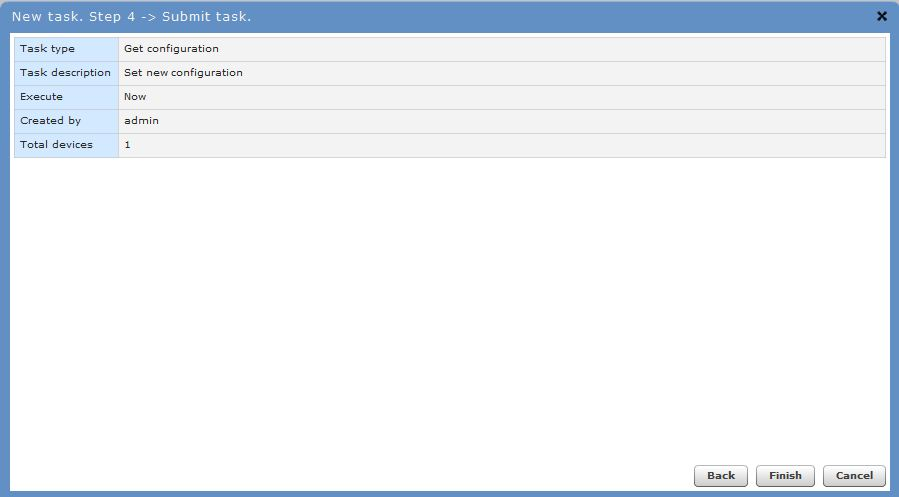 New task. Step 4 -> Submit task.
Task type Get configuration
Task description Set new configuration
Execute Now
Created by admin
Total devices 1
Back Finish Cancel